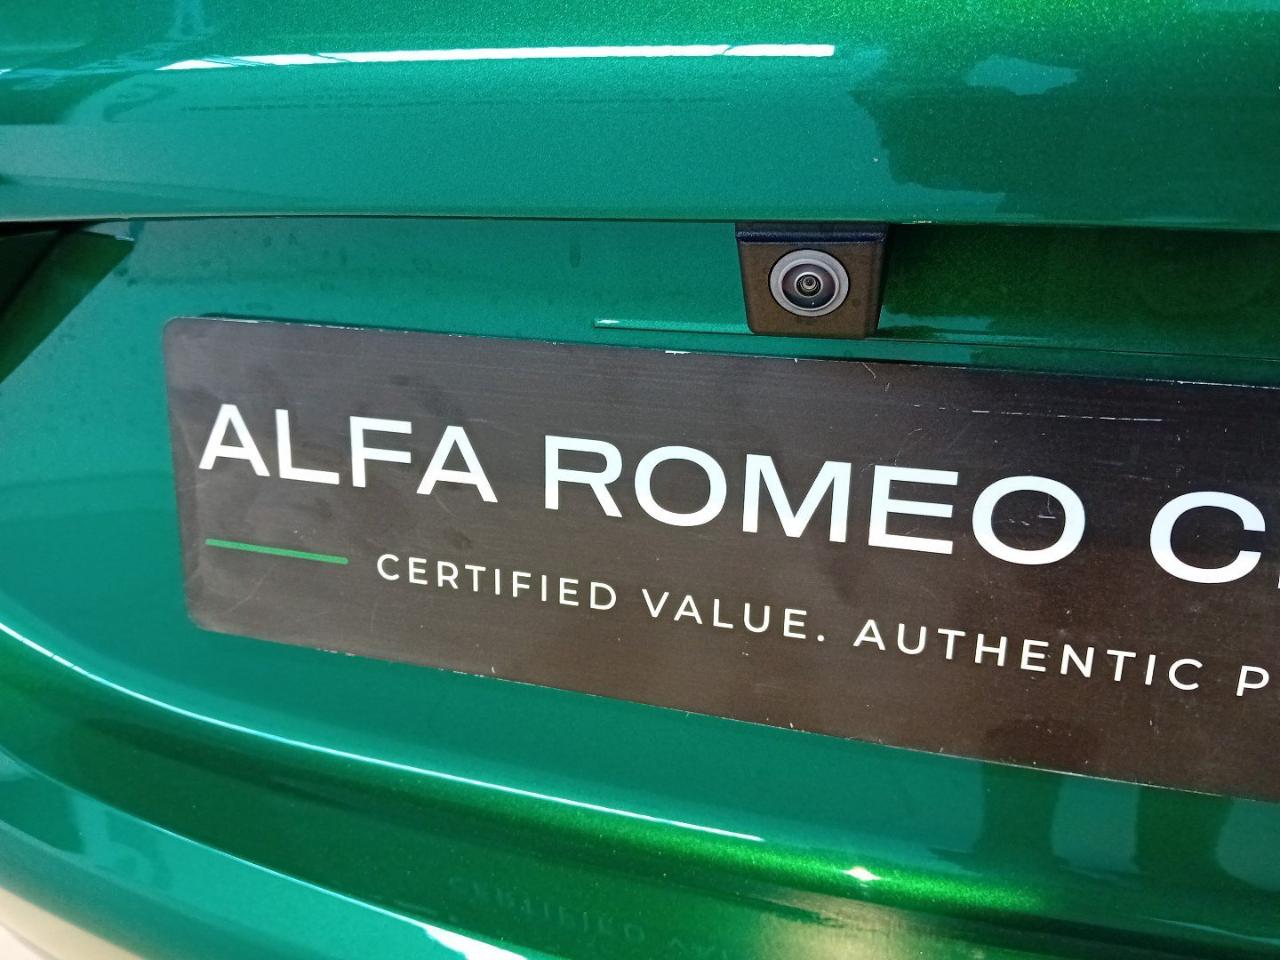 ALFA ROMEO C
CERTIFIED VALUE. AUTHENTIC P